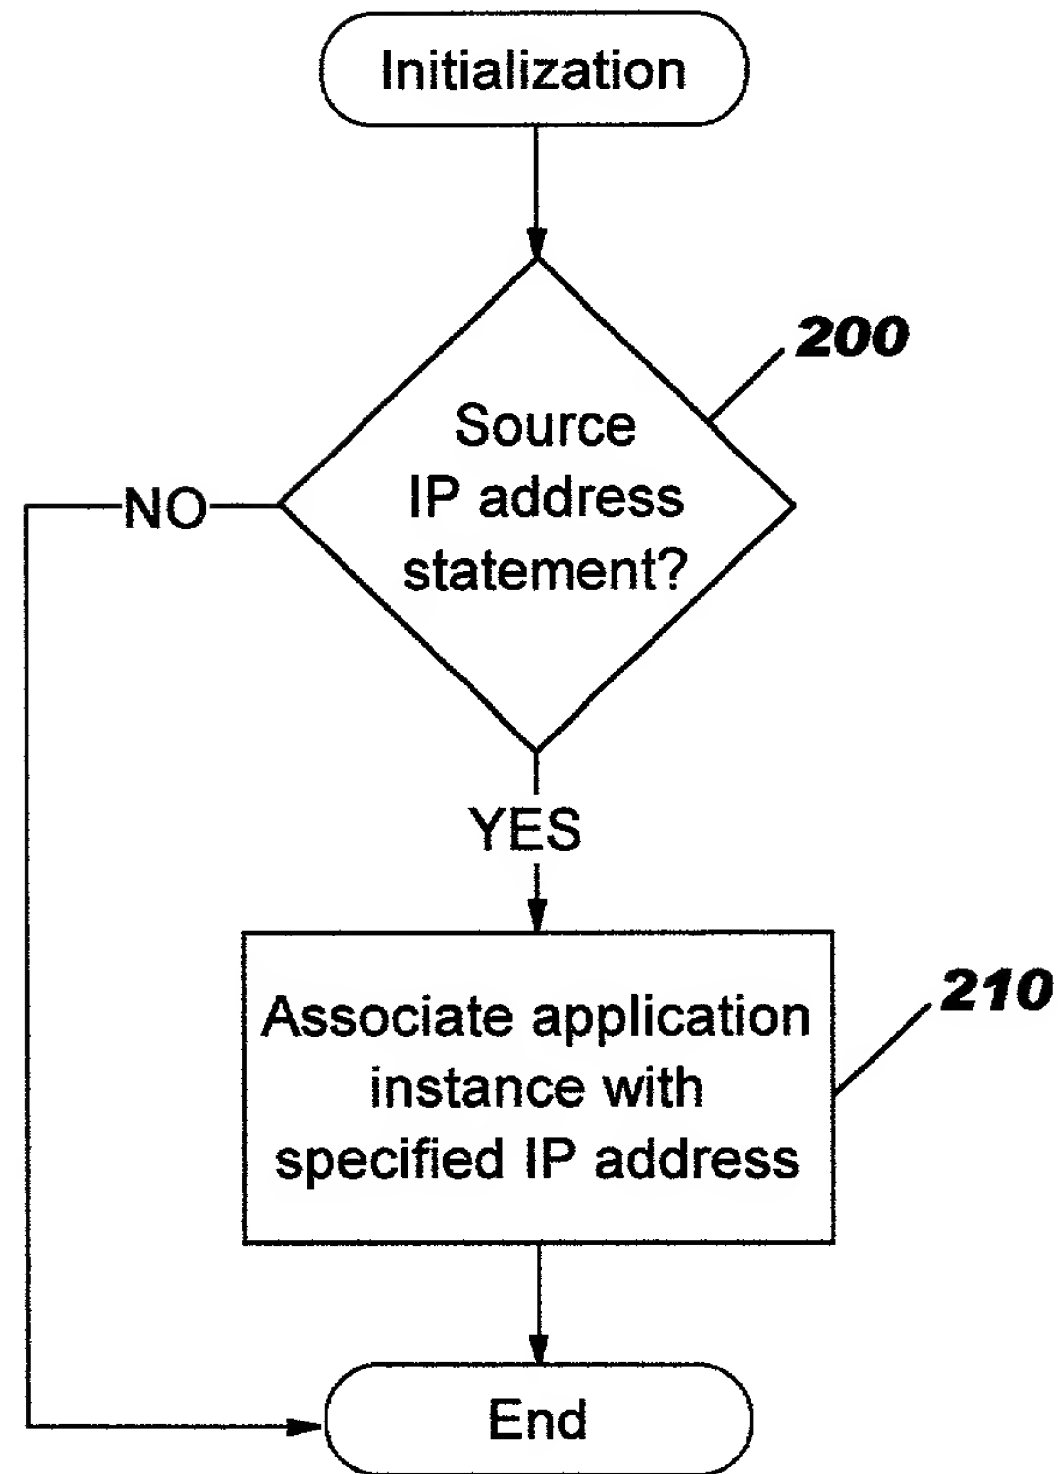 Initialization
200
Source
IP address
statement?
NO
YES
210
Associate application
instance with
specified IP address
End